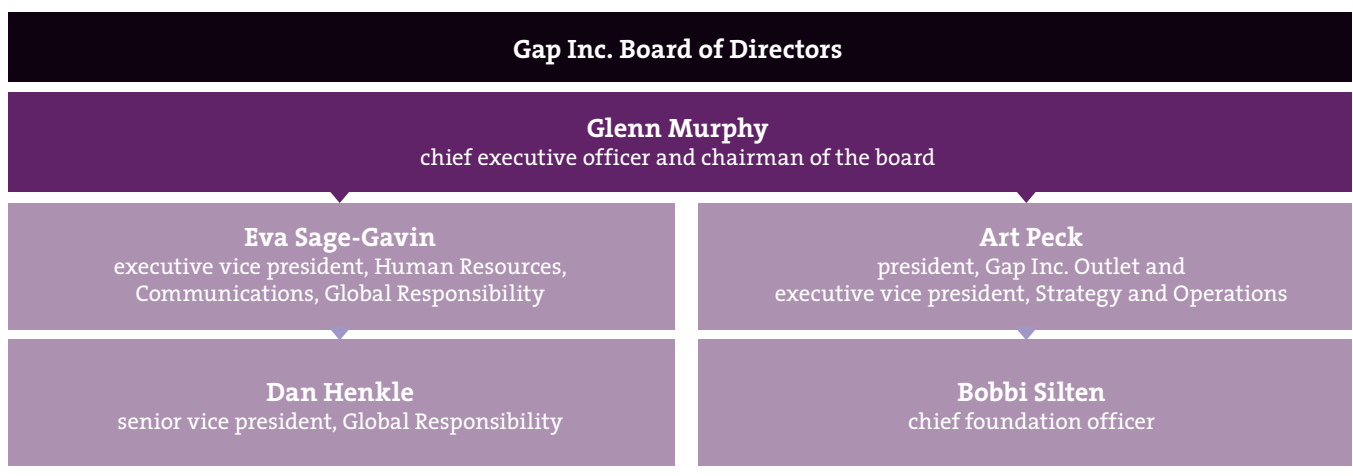 Gap Inc. Board of Directors
Glenn Murphy
chief executive officer and chairman of the board
Eva Sage-Gavin
executive vice president, Human Resources,
Communications, Global Responsibility
Art Peck
president, Gap Inc. Outlet and
executive vice president, Strategy and Operations
Dan Henkle
senior vice president, Global Responsibility
Bobbi Silten
chief foundation officer